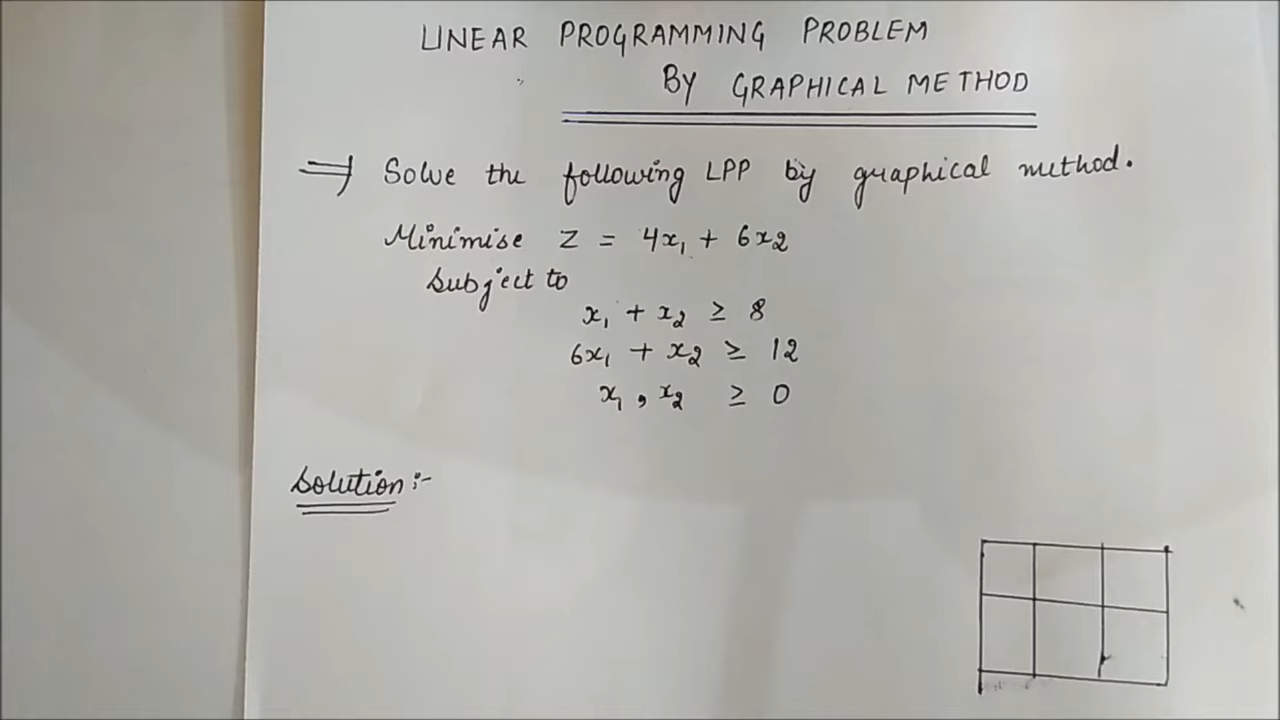 LINEAR PROGRAMMING PROBLEM
BY GRAPHICAL METHOD
⇒ Solve the following LPP by graphical method.
Minimise Z = 4x₁ + 6x₂
Subject to
x₁ + x₂ ≥ 8
6x₁ + x₂ ≥ 12
x₁, x₂ ≥ 0
Solution :-